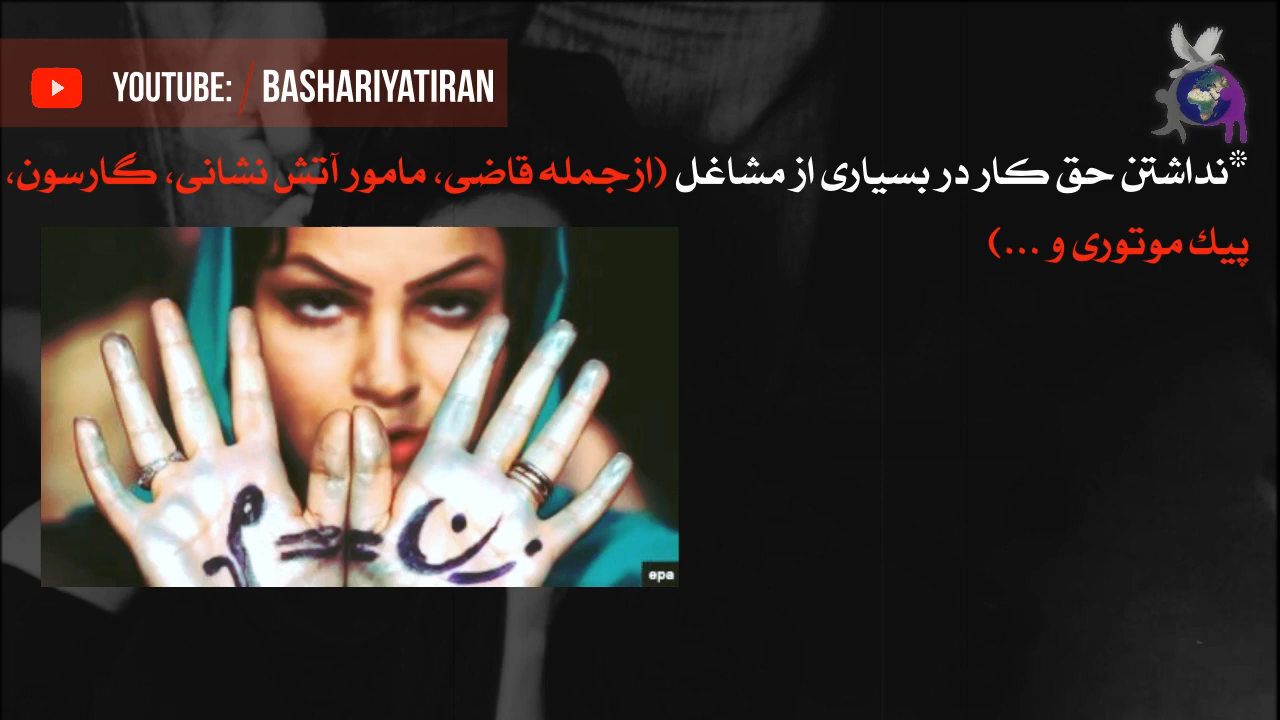 YOUTUBE: / BASHARIYATIRAN
*نداشتن حق کار در بسیاری از مشاغل (ازجمله قاضی، مامور آتش نشانی، گارسون،
پیک موتوری و ...)
زن = م
epa